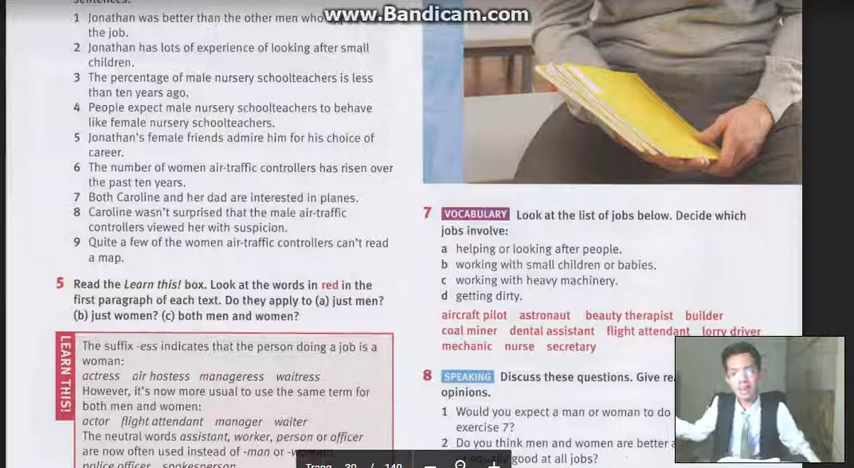 sentences.
www.Bandicam.com
1 Jonathan was better than the other men who
the job.
2 Jonathan has lots of experience of looking after small
children.
3 The percentage of male nursery schoolteachers is less
than ten years ago.
4 People expect male nursery schoolteachers to behave
like female nursery schoolteachers.
5 Jonathan's female friends admire him for his choice of
career.
6 The number of women air-traffic controllers has risen over
the past ten years.
7 Both Caroline and her dad are interested in planes.
8 Caroline wasn't surprised that the male air-traffic
controllers viewed her with suspicion.
9 Quite a few of the women air-traffic controllers can't read
a map.
5 Read the Learn this! box. Look at the words in red in the
first paragraph of each text. Do they apply to (a) just men?
(b) just women? (c) both men and women?
LEARN THIS!
The suffix -ess indicates that the person doing a job is a
woman:
actress air hostess manageress waitress
However, it's now more usual to use the same term for
both men and women:
actor flight attendant manager waiter
The neutral words assistant, worker, person or officer
are now often used instead of -man or
police officer spokesperson
7 VOCABULARY Look at the list of jobs below. Decide which
jobs involve:
a helping or looking after people.
b working with small children or babies.
c working with heavy machinery.
d getting dirty.
aircraft pilot astronaut beauty therapist builder
coal miner dental assistant flight attendant lorry driver
mechanic nurse secretary
8 SPEAKING Discuss these questions. Give
opinions.
1 Would you expect a man or woman to do
exercise 7?
2 Do you think men and women are better
good at all jobs?
Trang 30 / 140